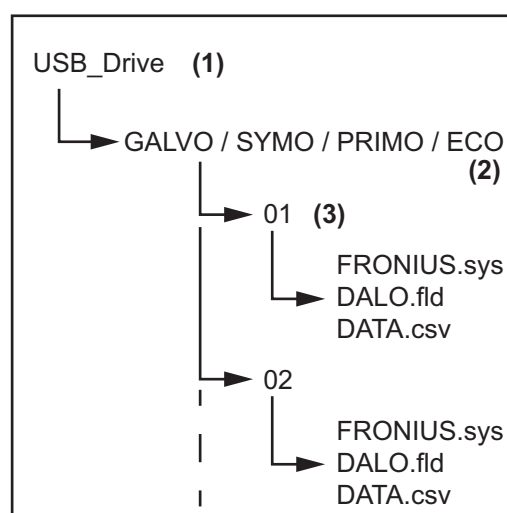 USB_Drive (1)
GALVO / SYMO / PRIMO / ECO
(2)
01 (3)
FRONIUS.sys
DALO.fld
DATA.csv
02
FRONIUS.sys
DALO.fld
DATA.csv